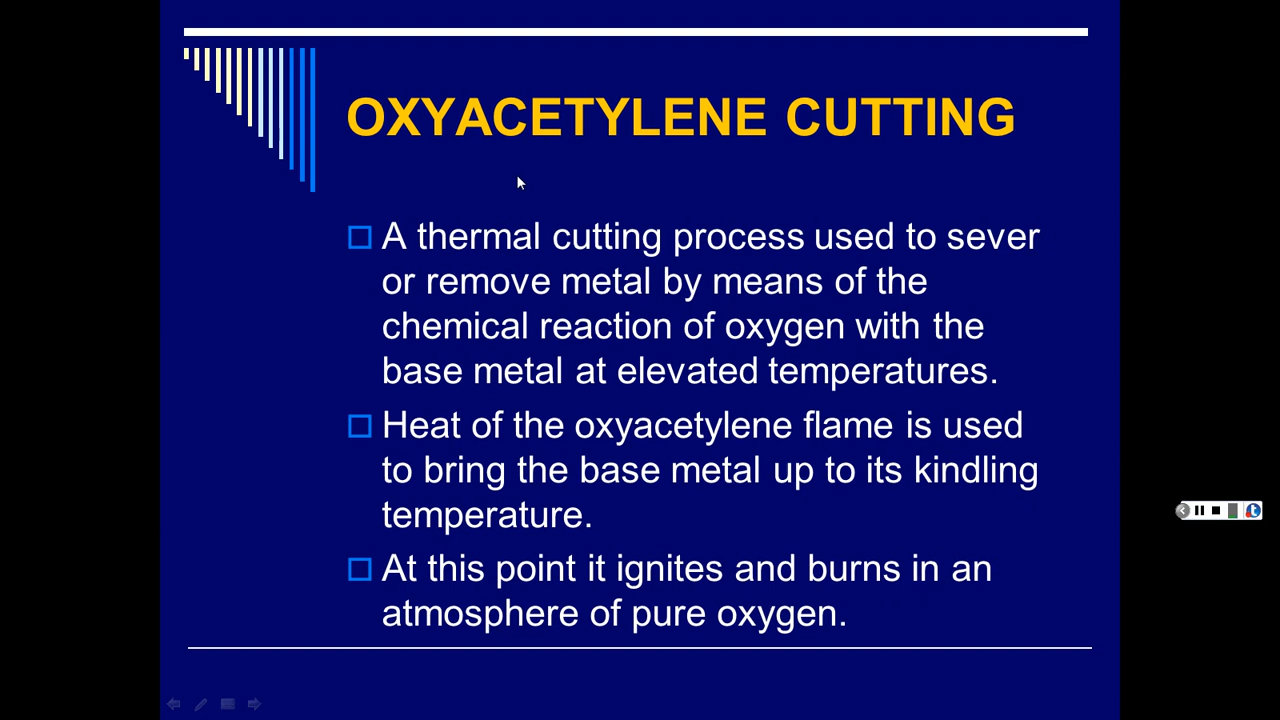 OXYACETYLENE CUTTING
A thermal cutting process used to sever
or remove metal by means of the
chemical reaction of oxygen with the
base metal at elevated temperatures.
Heat of the oxyacetylene flame is used
to bring the base metal up to its kindling
temperature.
At this point it ignites and burns in an
atmosphere of pure oxygen.
t